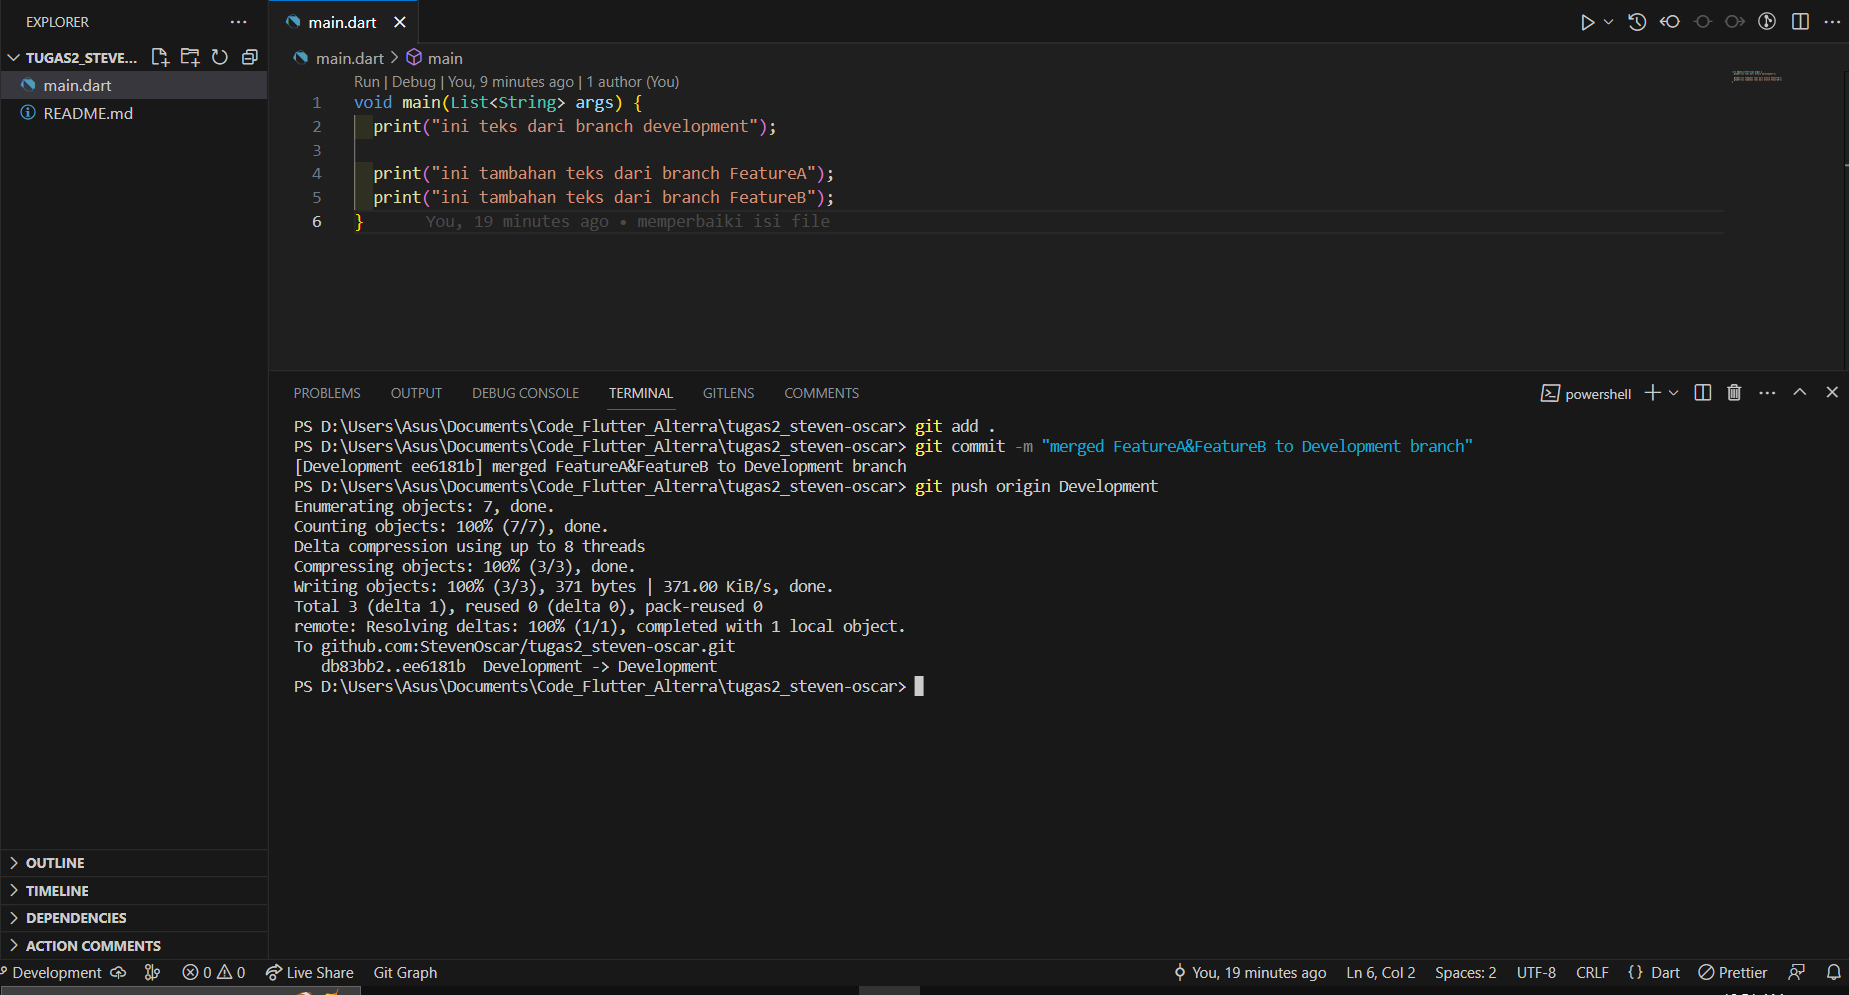 EXPLORER
TUGAS2_STEVE...
main.dart
README.md
OUTLINE
TIMELINE
DEPENDENCIES
ACTION COMMENTS
main.dart
main.dart > main
Run | Debug | You, 9 minutes ago | 1 author (You)
1 void main(List<String> args) {
2 print("ini teks dari branch development");
3
4 print("ini tambahan teks dari branch FeatureA");
5 print("ini tambahan teks dari branch FeatureB");
6 } You, 19 minutes ago • memperbaiki isi file
PROBLEMS OUTPUT DEBUG CONSOLE TERMINAL GITLENS COMMENTS powershell
PS D:\Users\Asus\Documents\Code_Flutter_Alterra\tugas2_steven-oscar> git add .
PS D:\Users\Asus\Documents\Code_Flutter_Alterra\tugas2_steven-oscar> git commit -m "merged FeatureA&FeatureB to Development branch"
[Development ee6181b] merged FeatureA&FeatureB to Development branch
PS D:\Users\Asus\Documents\Code_Flutter_Alterra\tugas2_steven-oscar> git push origin Development
Enumerating objects: 7, done.
Counting objects: 100% (7/7), done.
Delta compression using up to 8 threads
Compressing objects: 100% (3/3), done.
Writing objects: 100% (3/3), 371 bytes | 371.00 KiB/s, done.
Total 3 (delta 1), reused 0 (delta 0), pack-reused 0
remote: Resolving deltas: 100% (1/1), completed with 1 local object.
To github.com:StevenOscar/tugas2_steven-oscar.git
db83bb2..ee6181b Development -> Development
PS D:\Users\Asus\Documents\Code_Flutter_Alterra\tugas2_steven-oscar>
Development 0 0 Live Share Git Graph You, 19 minutes ago Ln 6, Col 2 Spaces: 2 UTF-8 CRLF {} Dart Prettier